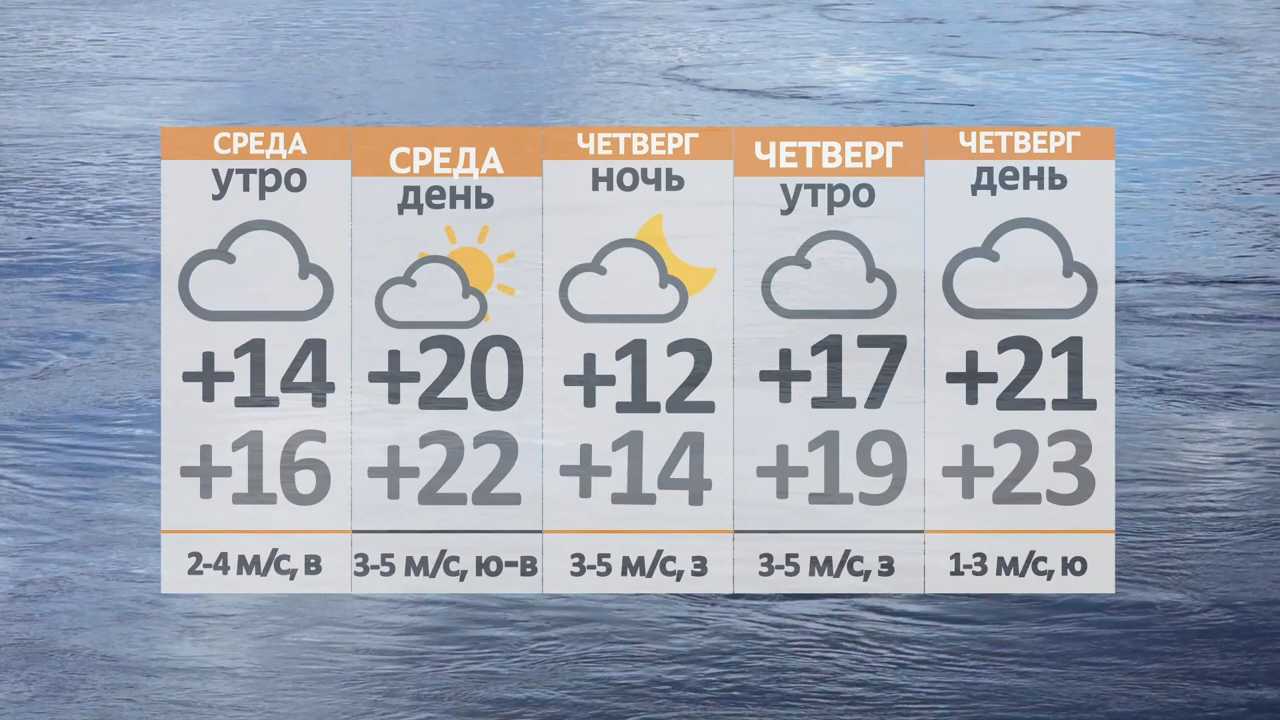 СРЕДА
утро
+14
+16
2-4 м/с, в
СРЕДА
день
+20
+22
3-5 м/с, ю-в
ЧЕТВЕРГ
ночь
+12
+14
3-5 м/с, з
ЧЕТВЕРГ
утро
+17
+19
3-5 м/с, з
ЧЕТВЕРГ
день
+21
+23
1-3 м/с, ю